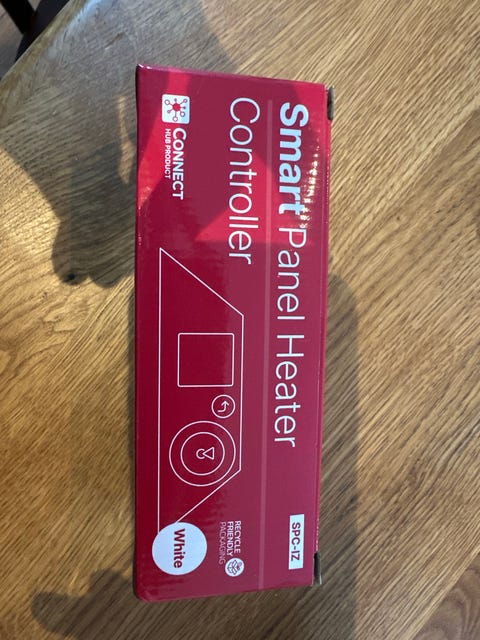 Smart Panel Heater
Controller
CONNECT
HUB PRODUCT
SPC-IZ
RECYCLE
FRIENDLY
PACKAGING
White